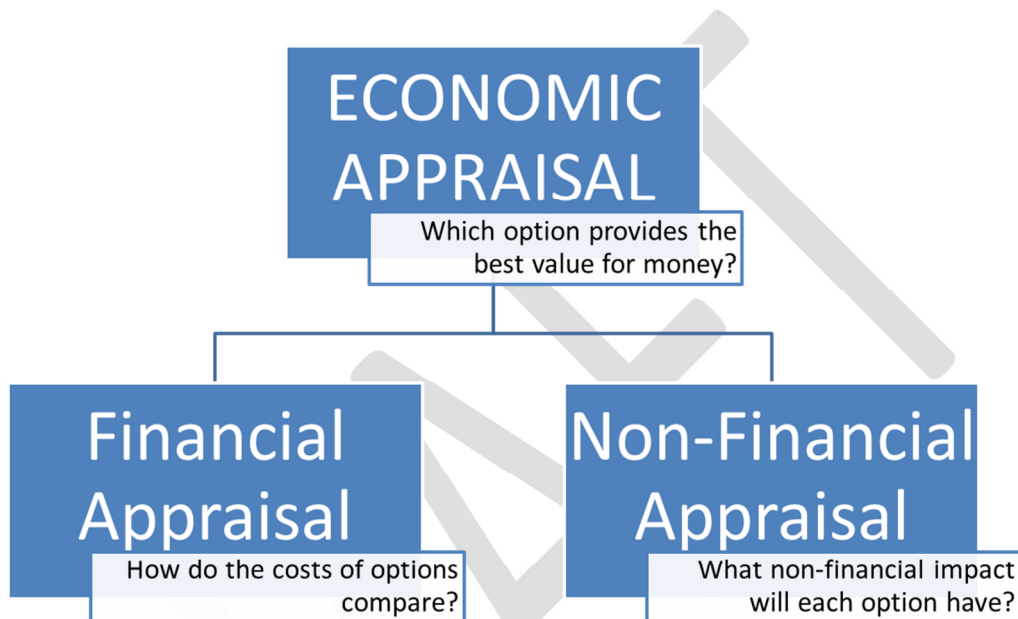 ECONOMIC
APPRAISAL
Which option provides the
best value for money?
Financial
Appraisal
How do the costs of options
compare?
Non-Financial
Appraisal
What non-financial impact
will each option have?